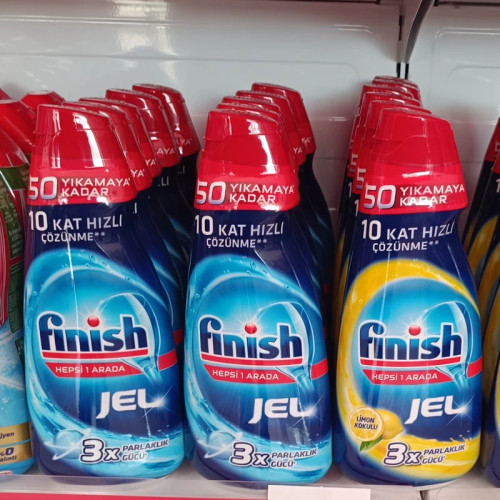 50 YIKAMAYA
KADAR
10 KAT HIZLI
ÇÖZÜNME**
finish
HEPSİ 1 ARADA
JEL
3x PARLAKLIK
GÜCÜ*
50 YIKAMAYA
KADAR
10 KAT HIZLI
ÇÖZÜNME**
finish
HEPSİ 1 ARADA
JEL
3x PARLAKLIK
GÜCÜ*
50 YIKAMAYA
KADAR
10 KAT HIZLI
ÇÖZÜNME**
finish
HEPSİ 1 ARADA
JEL
LİMON
KOKULU
3x PARLAKLIK
GÜCÜ*